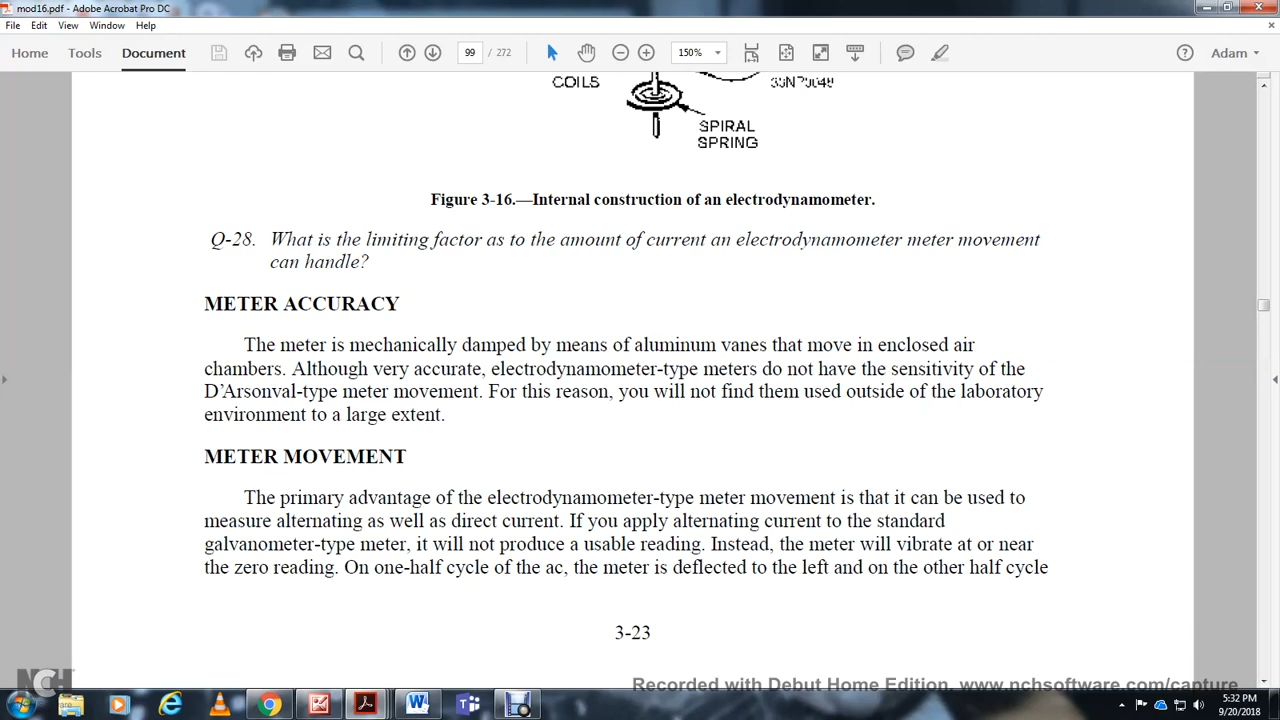 mod16.pdf - Adobe Acrobat Pro DC
File Edit View Window Help
Home Tools Document 99 / 272 150% Adam
COILS
SPIRAL
SPRING
Figure 3-16.—Internal construction of an electrodynamometer.
Q-28. What is the limiting factor as to the amount of current an electrodynamometer meter movement
can handle?
METER ACCURACY
The meter is mechanically damped by means of aluminum vanes that move in enclosed air
chambers. Although very accurate, electrodynamometer-type meters do not have the sensitivity of the
D'Arsonval-type meter movement. For this reason, you will not find them used outside of the laboratory
environment to a large extent.
METER MOVEMENT
The primary advantage of the electrodynamometer-type meter movement is that it can be used to
measure alternating as well as direct current. If you apply alternating current to the standard
galvanometer-type meter, it will not produce a usable reading. Instead, the meter will vibrate at or near
the zero reading. On one-half cycle of the ac, the meter is deflected to the left and on the other half cycle
3-23
NCH
Recorded with Debut Home Edition. www.nchsoftware.com/capture
5:32 PM
9/20/2018